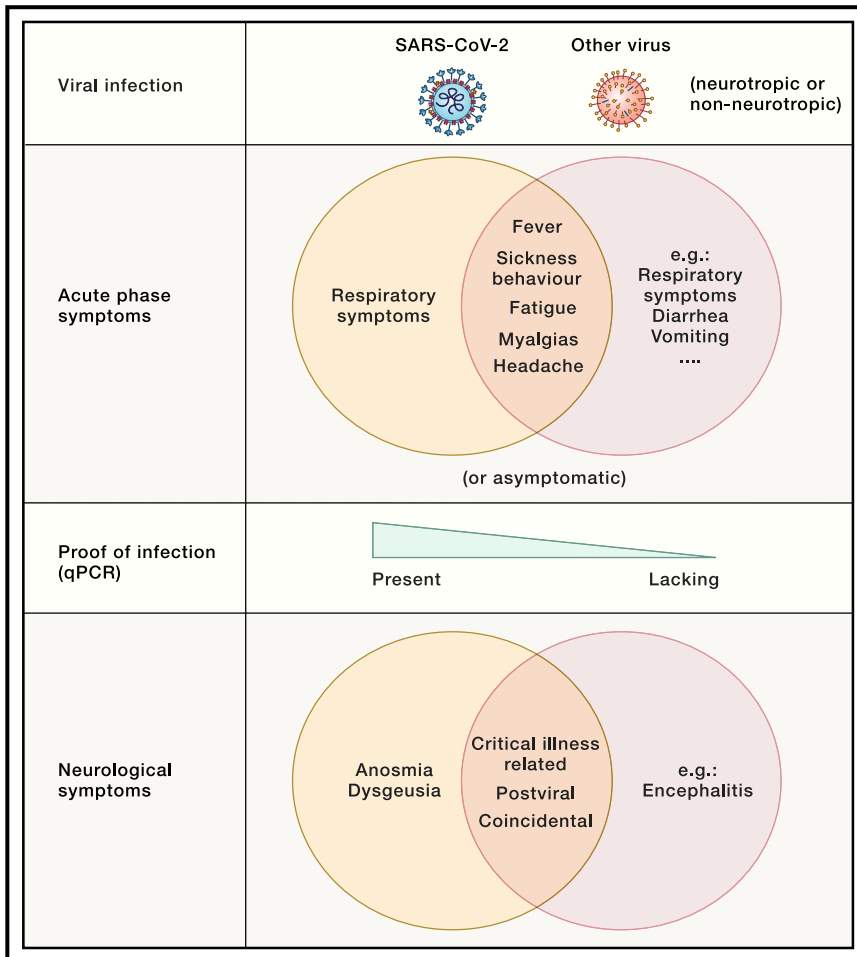 SARS-CoV-2
Other virus
Viral infection
(neurotropic or
non-neurotropic)
Acute phase
symptoms
Respiratory
symptoms
Fever
Sickness
behaviour
Fatigue
Myalgias
Headache
e.g.:
Respiratory
symptoms
Diarrhea
Vomiting
....
(or asymptomatic)
Proof of infection
(qPCR)
Present
Lacking
Neurological
symptoms
Anosmia
Dysgeusia
Critical illness
related
Postviral
Coincidental
e.g.:
Encephalitis